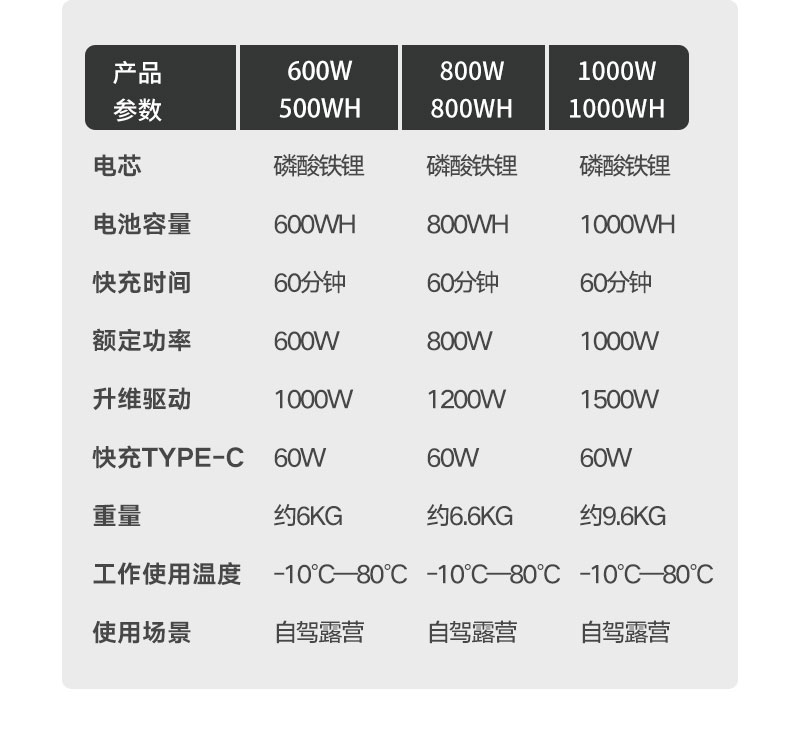 产品 600W 800W 1000W
参数 500WH 800WH 1000WH
电芯 磷酸铁锂 磷酸铁锂 磷酸铁锂
电池容量 600WH 800WH 1000WH
快充时间 60分钟 60分钟 60分钟
额定功率 600W 800W 1000W
升维驱动 1000W 1200W 1500W
快充TYPE-C 60W 60W 60W
重量 约6KG 约6.6KG 约9.6KG
工作使用温度 -10℃—80℃ -10℃—80℃ -10℃—80℃
使用场景 自驾露营 自驾露营 自驾露营